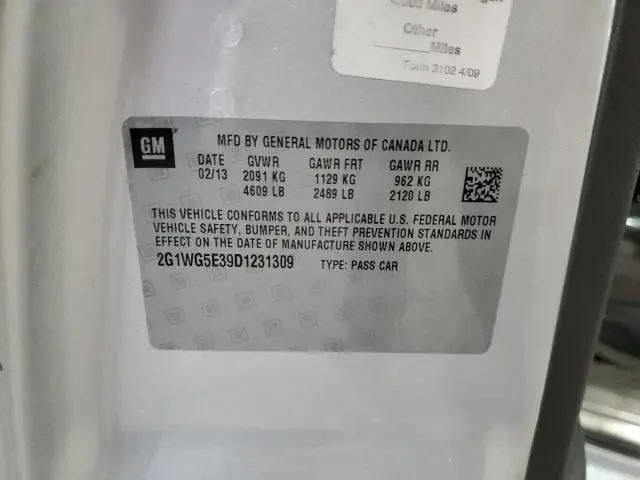 ,000 Miles
Other
______Miles
Form 3102 4/09
GM
MFD BY GENERAL MOTORS OF CANADA LTD.
DATE GVWR GAWR FRT GAWR RR
02/13 2091 KG 1129 KG 962 KG
4609 LB 2489 LB 2120 LB
THIS VEHICLE CONFORMS TO ALL APPLICABLE U.S. FEDERAL MOTOR
VEHICLE SAFETY, BUMPER, AND THEFT PREVENTION STANDARDS IN
EFFECT ON THE DATE OF MANUFACTURE SHOWN ABOVE.
2G1WG5E39D1231309 TYPE: PASS CAR